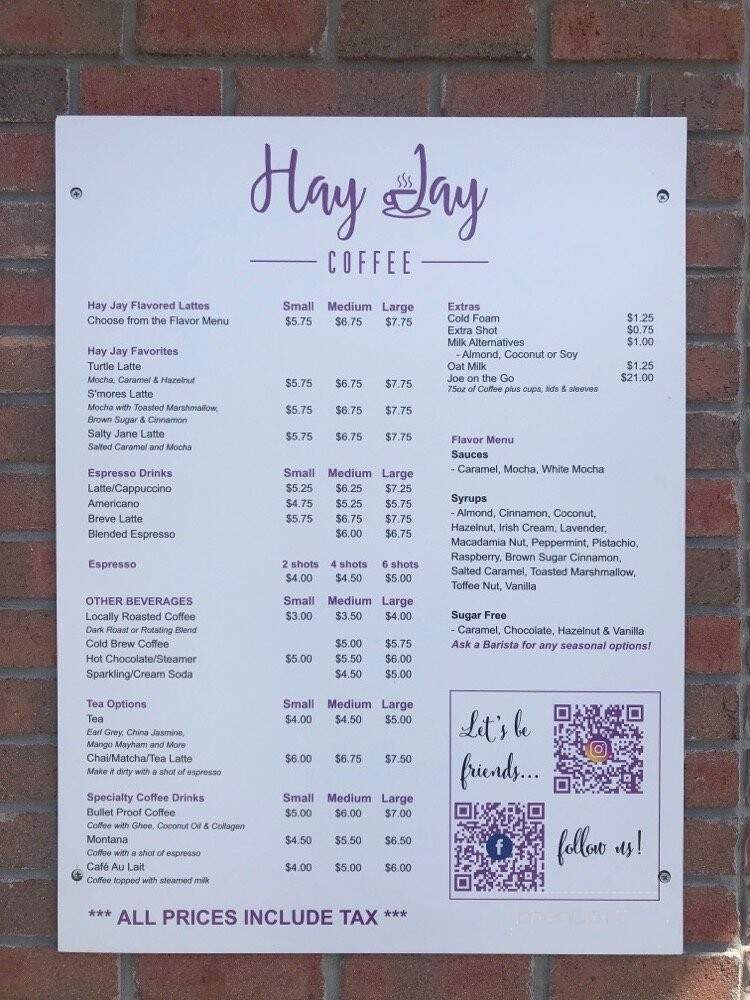 Hay Jay
COFFEE
Hay Jay Flavored Lattes Small Medium Large
Choose from the Flavor Menu $5.75 $6.75 $7.75
Hay Jay Favorites
Turtle Latte
Mocha, Caramel & Hazelnut $5.75 $6.75 $7.75
S'mores Latte
Mocha with Toasted Marshmallow, $5.75 $6.75 $7.75
Brown Sugar & Cinnamon
Salty Jane Latte $5.75 $6.75 $7.75
Salted Caramel and Mocha
Espresso Drinks Small Medium Large
Latte/Cappuccino $5.25 $6.25 $7.25
Americano $4.75 $5.25 $5.75
Breve Latte $5.75 $6.75 $7.75
Blended Espresso $6.00 $6.75
Espresso 2 shots 4 shots 6 shots
$4.00 $4.50 $5.00
OTHER BEVERAGES Small Medium Large
Locally Roasted Coffee $3.00 $3.50 $4.00
Dark Roast or Rotating Blend
Cold Brew Coffee $5.00 $5.75
Hot Chocolate/Steamer $5.00 $5.50 $6.00
Sparkling/Cream Soda $4.50 $5.00
Tea Options Small Medium Large
Tea $4.00 $4.50 $5.00
Earl Grey, China Jasmine,
Mango Mayham and More
Chai/Matcha/Tea Latte $6.00 $6.75 $7.50
Make it dirty with a shot of espresso
Specialty Coffee Drinks Small Medium Large
Bullet Proof Coffee $5.00 $6.00 $7.00
Coffee with Ghee, Coconut Oil & Collagen
Montana $4.50 $5.50 $6.50
Coffee with a shot of espresso
Café Au Lait $4.00 $5.00 $6.00
Coffee topped with steamed milk
*** ALL PRICES INCLUDE TAX ***
Extras
Cold Foam $1.25
Extra Shot $0.75
Milk Alternatives $1.00
- Almond, Coconut or Soy
Oat Milk $1.25
Joe on the Go $21.00
75oz of Coffee plus cups, lids & sleeves
Flavor Menu
Sauces
- Caramel, Mocha, White Mocha
Syrups
- Almond, Cinnamon, Coconut,
Hazelnut, Irish Cream, Lavender,
Macadamia Nut, Peppermint, Pistachio,
Raspberry, Brown Sugar Cinnamon,
Salted Caramel, Toasted Marshmallow,
Toffee Nut, Vanilla
Sugar Free
- Caramel, Chocolate, Hazelnut & Vanilla
Ask a Barista for any seasonal options!
Let's be
friends...
f
follow us!